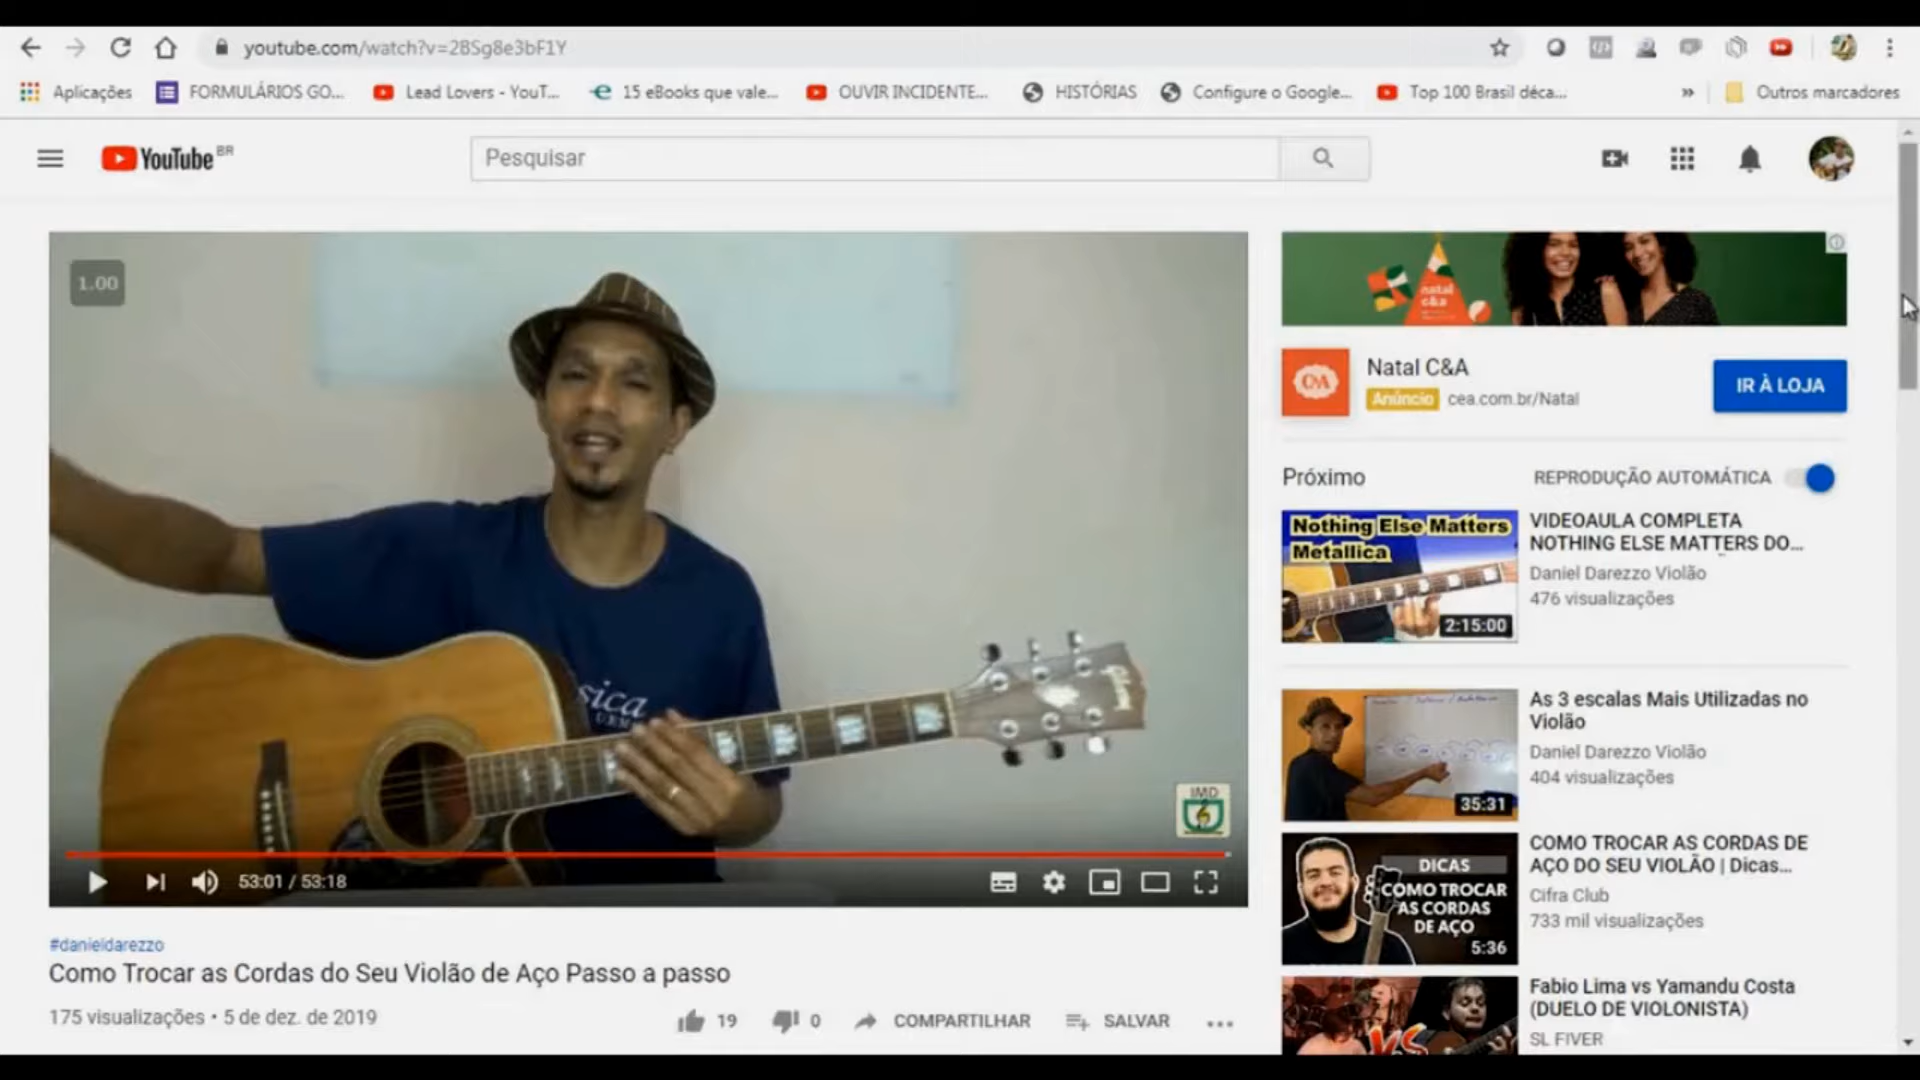 youtube.com/watch?v=2BSg8e3bF1Y
Aplicações
FORMULÁRIOS GO...
Lead Lovers - YouT...
15 eBooks que vale...
OUVIR INCIDENTE...
HISTÓRIAS
Configure o Google...
Top 100 Brasil déca...
»
Outros marcadores
YouTube BR
Pesquisar
1.00
sica
Gibson
IMD
53:01 / 53:18
#danieldarezzo
Como Trocar as Cordas do Seu Violão de Aço Passo a passo
175 visualizações • 5 de dez. de 2019
19
0
COMPARTILHAR
SALVAR
natal
c&a
C&A
Natal C&A
Anúncio cea.com.br/Natal
IR À LOJA
Próximo
REPRODUÇÃO AUTOMÁTICA
Nothing Else Matters
Metallica
2:15:00
VIDEOAULA COMPLETA
NOTHING ELSE MATTERS DO...
Daniel Darezzo Violão
476 visualizações
35:31
As 3 escalas Mais Utilizadas no
Violão
Daniel Darezzo Violão
404 visualizações
DICAS
COMO TROCAR
AS CORDAS
DE AÇO
5:36
COMO TROCAR AS CORDAS DE
AÇO DO SEU VIOLÃO | Dicas...
Cifra Club
733 mil visualizações
VS
Fabio Lima vs Yamandu Costa
(DUELO DE VIOLONISTA)
SL FIVER